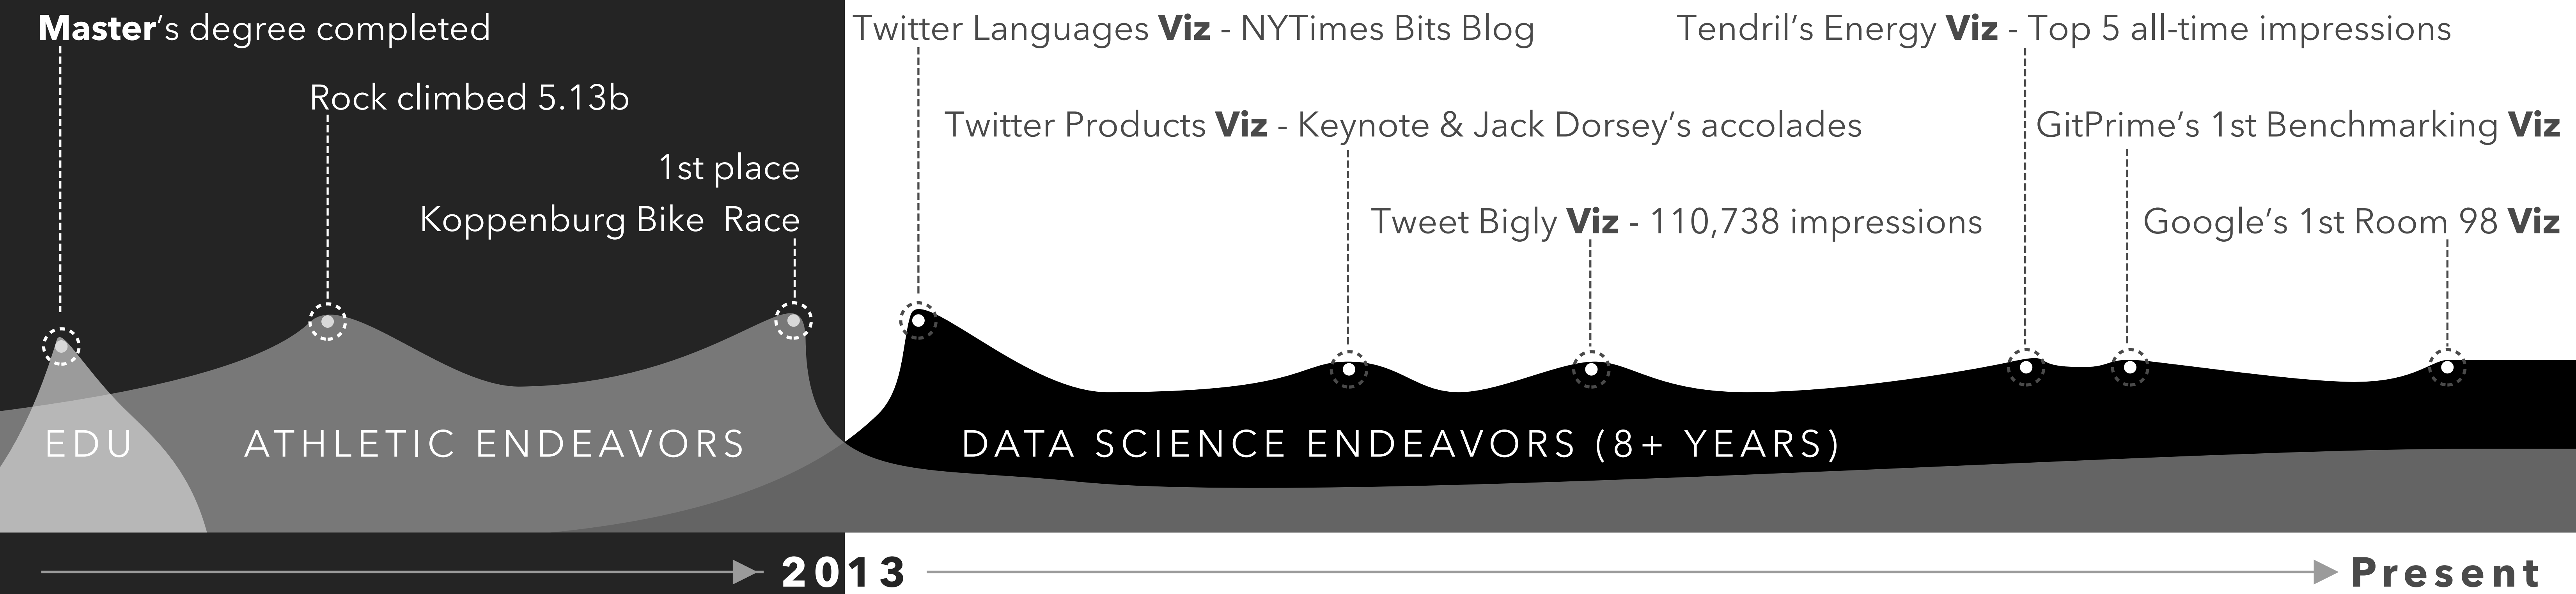 Master's degree completed
Rock climbed 5.13b
1st place
Koppenburg Bike Race
Twitter Languages Viz - NYTimes Bits Blog
Tendril's Energy Viz - Top 5 all-time impressions
Twitter Products Viz - Keynote & Jack Dorsey's accolades
GitPrime's 1st Benchmarking Viz
Tweet Bigly Viz - 110,738 impressions
Google's 1st Room 98 Viz
EDU
ATHLETIC ENDEAVORS
DATA SCIENCE ENDEAVORS (8+ YEARS)
2013
Present